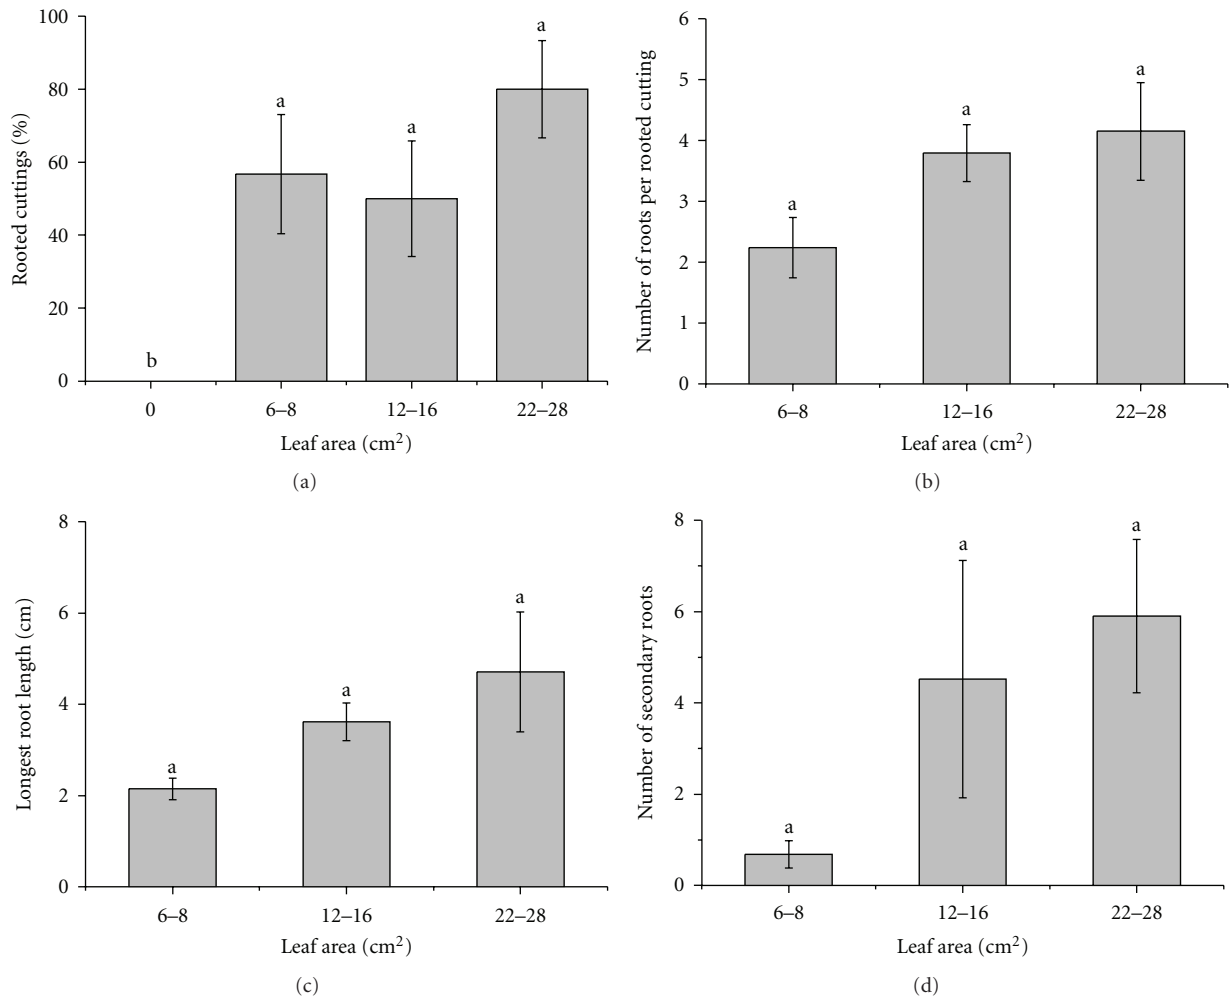 100
80
60
40
20
0
Rooted cuttings (%)
b
a
a
a
0
6–8
12–16
22–28
Leaf area (cm²)
(a)
6
5
4
3
2
1
0
Number of roots per rooted cutting
a
a
a
6–8
12–16
22–28
Leaf area (cm²)
(b)
8
6
4
2
0
Longest root length (cm)
a
a
a
6–8
12–16
22–28
Leaf area (cm²)
(c)
8
6
4
2
0
Number of secondary roots
a
a
a
6–8
12–16
22–28
Leaf area (cm²)
(d)